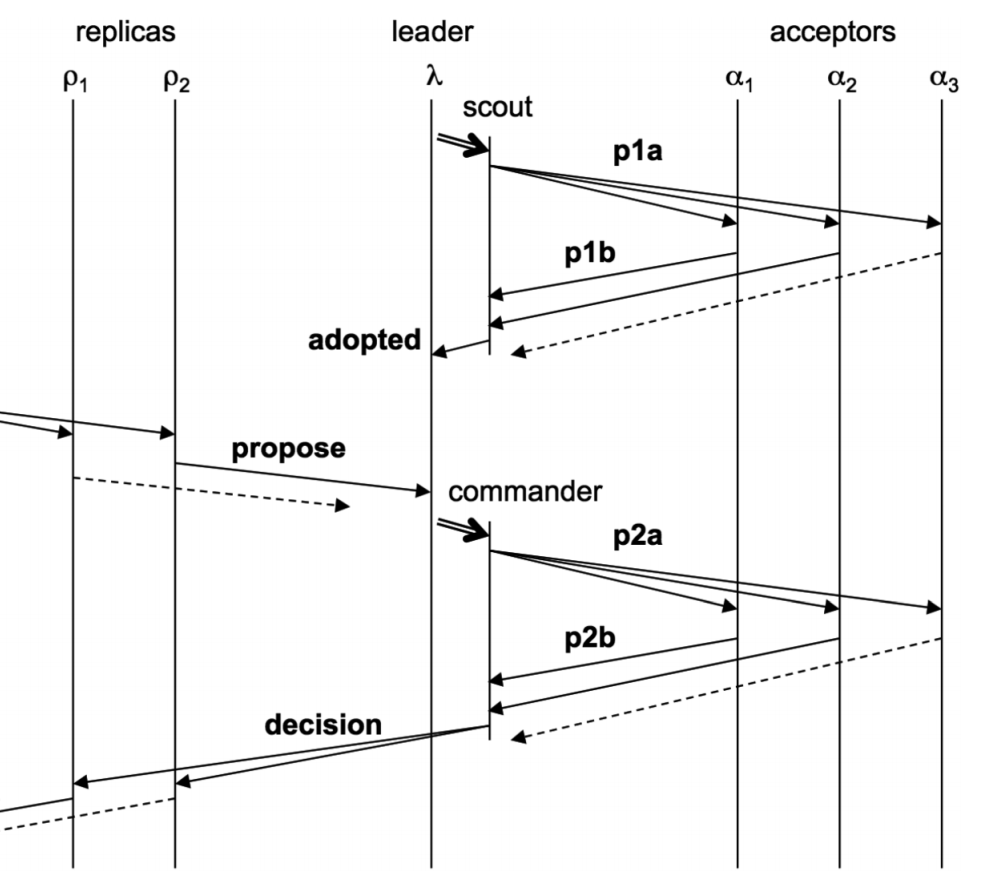 replicas leader acceptors
ρ1 ρ2 λ α1 α2 α3
scout
p1a
p1b
adopted
propose
commander
p2a
p2b
decision